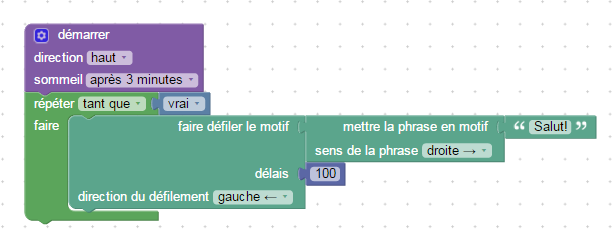 démarrer
direction haut
sommeil après 3 minutes
répéter tant que vrai
faire faire défiler le motif mettre la phrase en motif “ Salut! ”
sens de la phrase droite →
délais 100
direction du défilement gauche ←